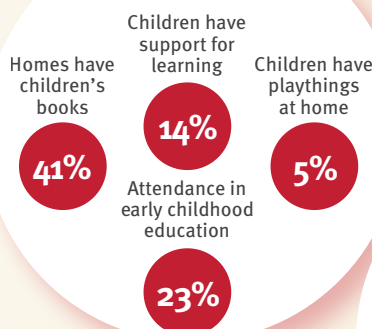 Homes have
children’s
books
41%
Children have
support for
learning
14%
Children have
playthings
at home
5%
Attendance in
early childhood
education
23%